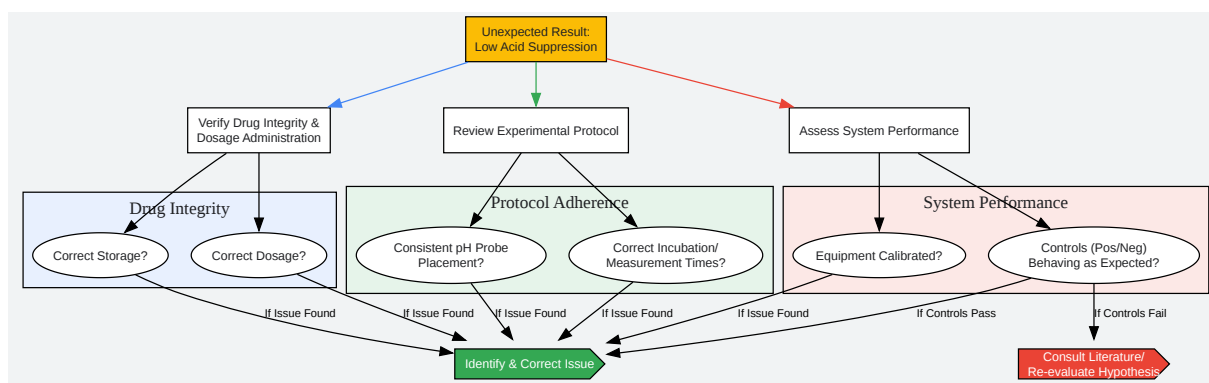 Unexpected Result:
Low Acid Suppression
Verify Drug Integrity &
Dosage Administration
Review Experimental Protocol
Assess System Performance
Drug Integrity
Protocol Adherence
System Performance
Correct Storage?
Correct Dosage?
Consistent pH Probe
Placement?
Correct Incubation/
Measurement Times?
Equipment Calibrated?
Controls (Pos/Neg)
Behaving as Expected?
If Issue Found
If Issue Found
If Issue Found
If Issue Found
If Issue Found
If Controls Pass
If Controls Fail
Identify & Correct Issue
Consult Literature/
Re-evaluate Hypothesis